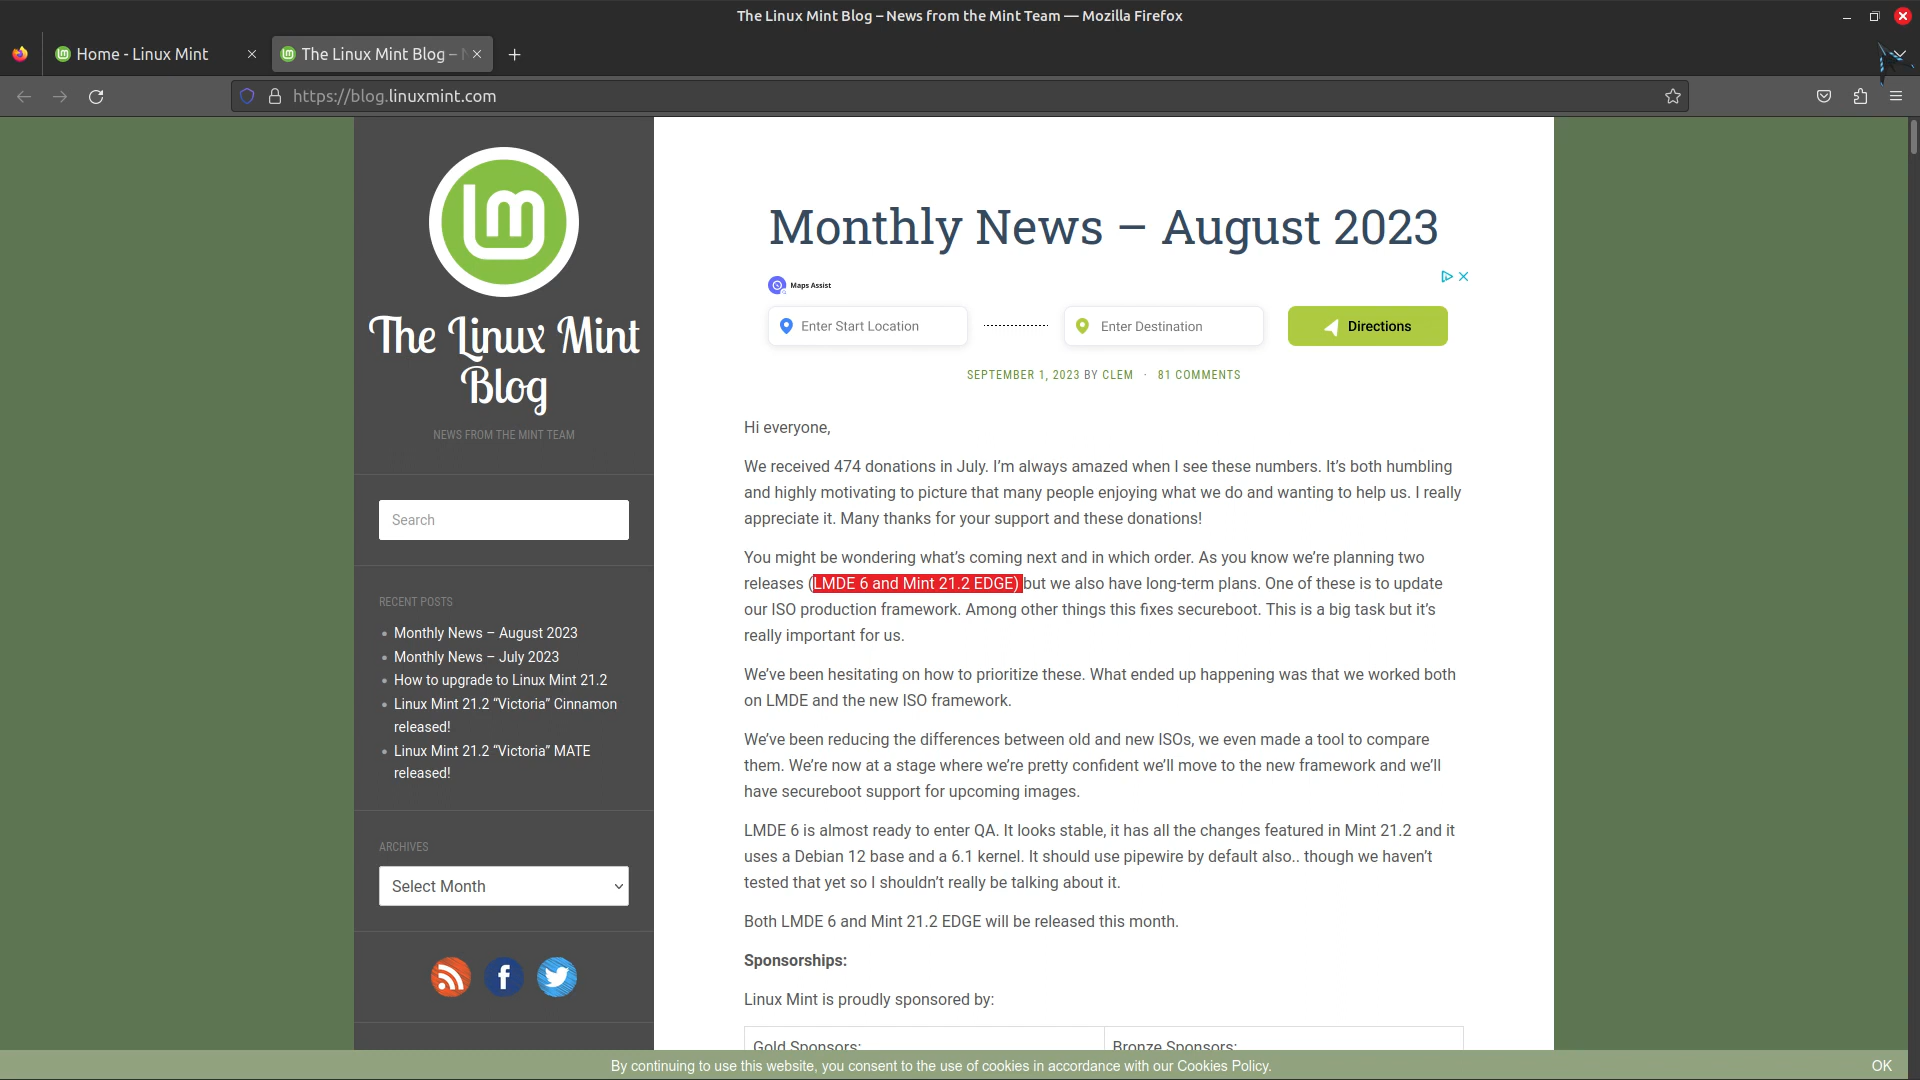 The Linux Mint Blog – News from the Mint Team — Mozilla Firefox
Home - Linux Mint
The Linux Mint Blog –
https://blog.linuxmint.com
lm
The Linux Mint
Blog
NEWS FROM THE MINT TEAM
Search
RECENT POSTS
Monthly News – August 2023
Monthly News – July 2023
How to upgrade to Linux Mint 21.2
Linux Mint 21.2 “Victoria” Cinnamon
released!
Linux Mint 21.2 “Victoria” MATE
released!
ARCHIVES
Select Month
Monthly News – August 2023
Maps Assist
Enter Start Location
Enter Destination
Directions
SEPTEMBER 1, 2023 BY CLEM · 81 COMMENTS
Hi everyone,
We received 474 donations in July. I’m always amazed when I see these numbers. It’s both humbling
and highly motivating to picture that many people enjoying what we do and wanting to help us. I really
appreciate it. Many thanks for your support and these donations!
You might be wondering what’s coming next and in which order. As you know we’re planning two
releases (LMDE 6 and Mint 21.2 EDGE) but we also have long-term plans. One of these is to update
our ISO production framework. Among other things this fixes secureboot. This is a big task but it’s
really important for us.
We’ve been hesitating on how to prioritize these. What ended up happening was that we worked both
on LMDE and the new ISO framework.
We’ve been reducing the differences between old and new ISOs, we even made a tool to compare
them. We’re now at a stage where we’re pretty confident we’ll move to the new framework and we’ll
have secureboot support for upcoming images.
LMDE 6 is almost ready to enter QA. It looks stable, it has all the changes featured in Mint 21.2 and it
uses a Debian 12 base and a 6.1 kernel. It should use pipewire by default also.. though we haven’t
tested that yet so I shouldn’t really be talking about it.
Both LMDE 6 and Mint 21.2 EDGE will be released this month.
Sponsorships:
Linux Mint is proudly sponsored by:
Gold Sponsors:
Bronze Sponsors:
By continuing to use this website, you consent to the use of cookies in accordance with our Cookies Policy.
OK